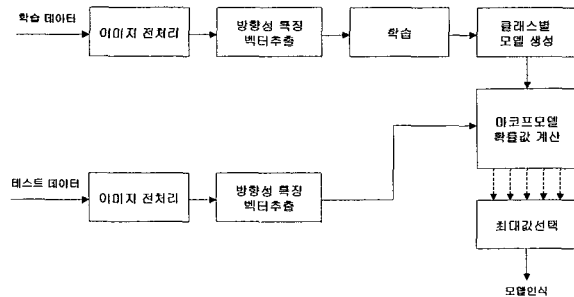 학습 데이터
이미지 전처리
방향성 특징
벡터추출
학습
클래스별
모델 생성
마코프모델
확률값 계산
테스트 데이터
이미지 전처리
방향성 특징
벡터추출
최대값선택
모델인식